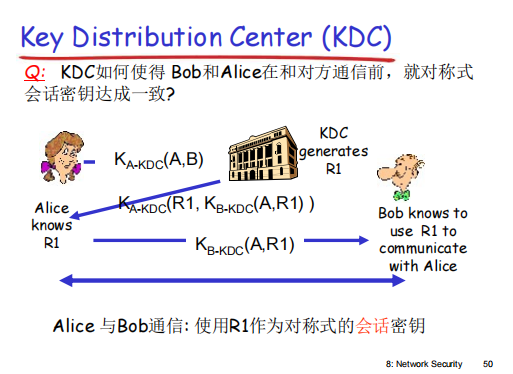 Key Distribution Center (KDC)
Q: KDC如何使得 Bob和Alice在和对方通信前，就对称式
会话密钥达成一致?
KDC
generates
R1
K_A-KDC(A,B)
Alice
knows
R1
K_A-KDC(R1, K_B-KDC(A,R1) )
K_B-KDC(A,R1)
Bob knows to
use R1 to
communicate
with Alice
Alice 与Bob通信: 使用R1作为对称式的会话密钥
8: Network Security 50